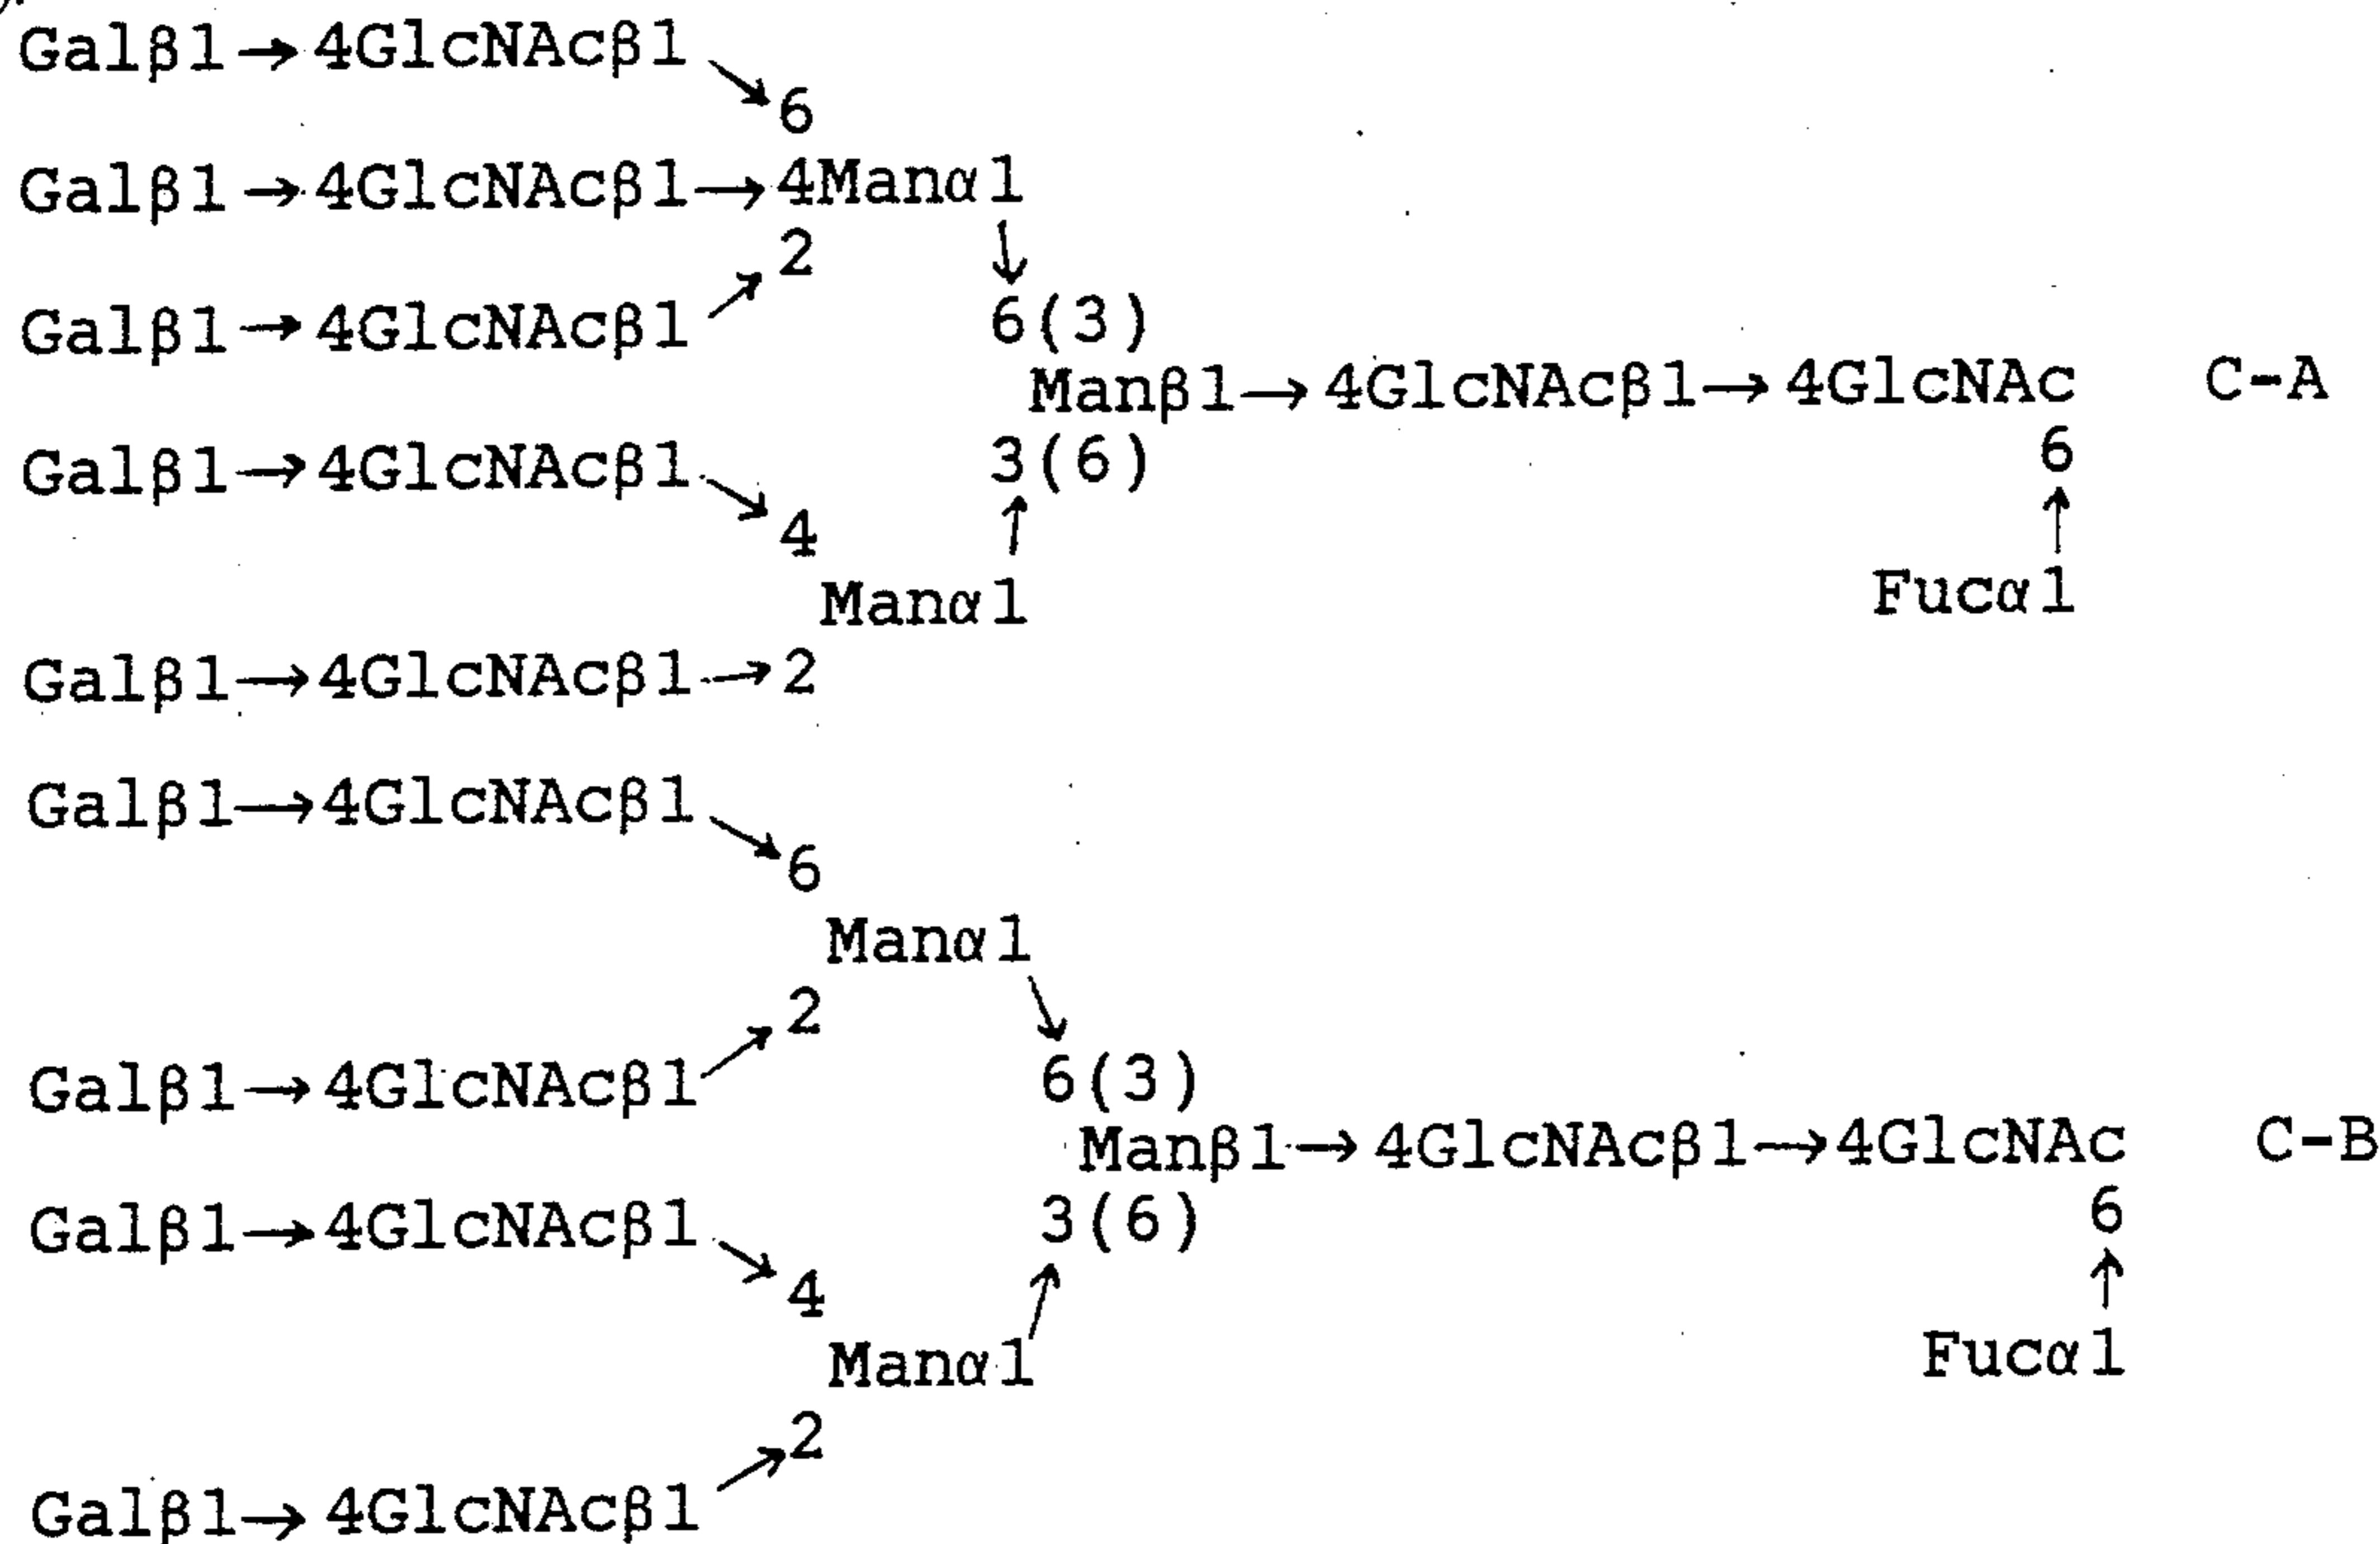 Galβ1→4GlcNAcβ1
↘6
Galβ1→4GlcNAcβ1→4Manα1
↗2 ↓
Galβ1→4GlcNAcβ1 6(3)
Manβ1→4GlcNAcβ1→4GlcNAc C-A
Galβ1→4GlcNAcβ1 3(6) 6
↘4 ↑ ↑
Manα1 Fucα1
Galβ1→4GlcNAcβ1→2
Galβ1→4GlcNAcβ1
↘6
Manα1
↗2 ↘
Galβ1→4GlcNAcβ1 6(3)
Manβ1→4GlcNAcβ1→4GlcNAc C-B
Galβ1→4GlcNAcβ1 3(6) 6
↘4 ↗ ↑
Manα1 Fucα1
↗2
Galβ1→4GlcNAcβ1